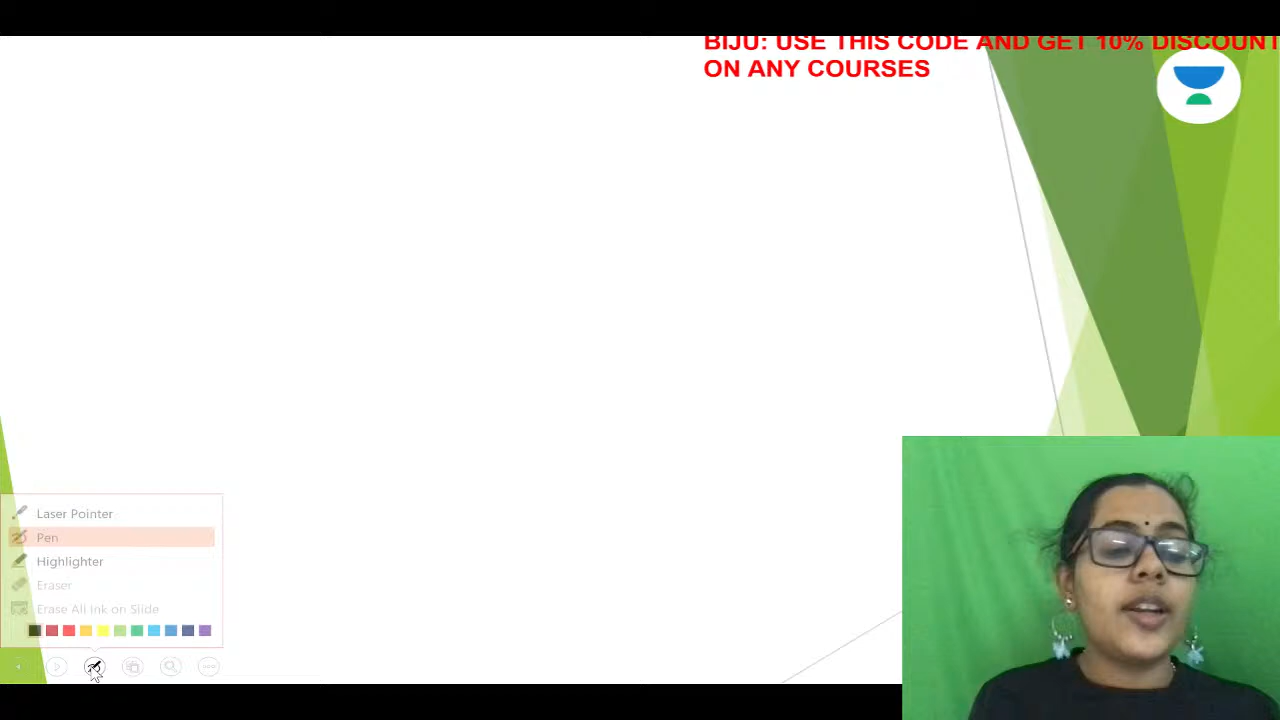 BIJU: USE THIS CODE AND GET 10% DISCOUNT
ON ANY COURSES
Laser Pointer
Pen
Highlighter
Eraser
Erase All Ink on Slide